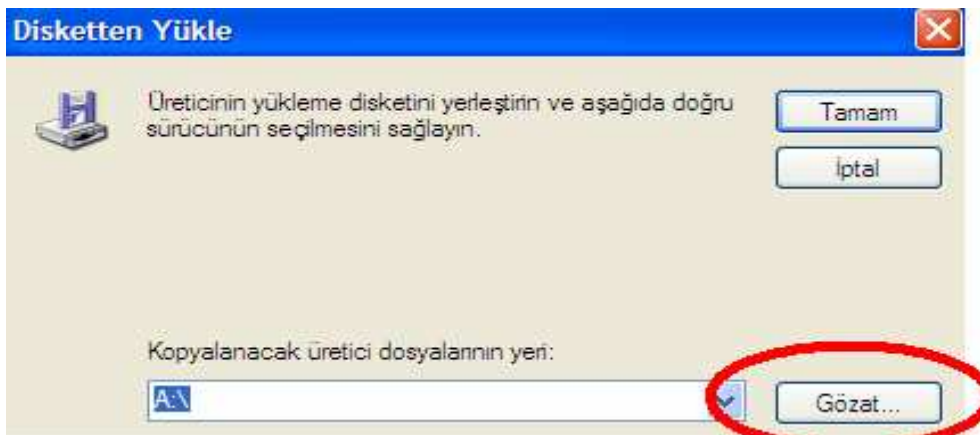 Disketten Yükle
Üreticinin yükleme disketini yerleştirin ve aşağıda doğru
sürücünün seçilmesini sağlayın.
Tamam
İptal
Kopyalanacak üretici dosyalarının yeri:
A:\
Gözat...